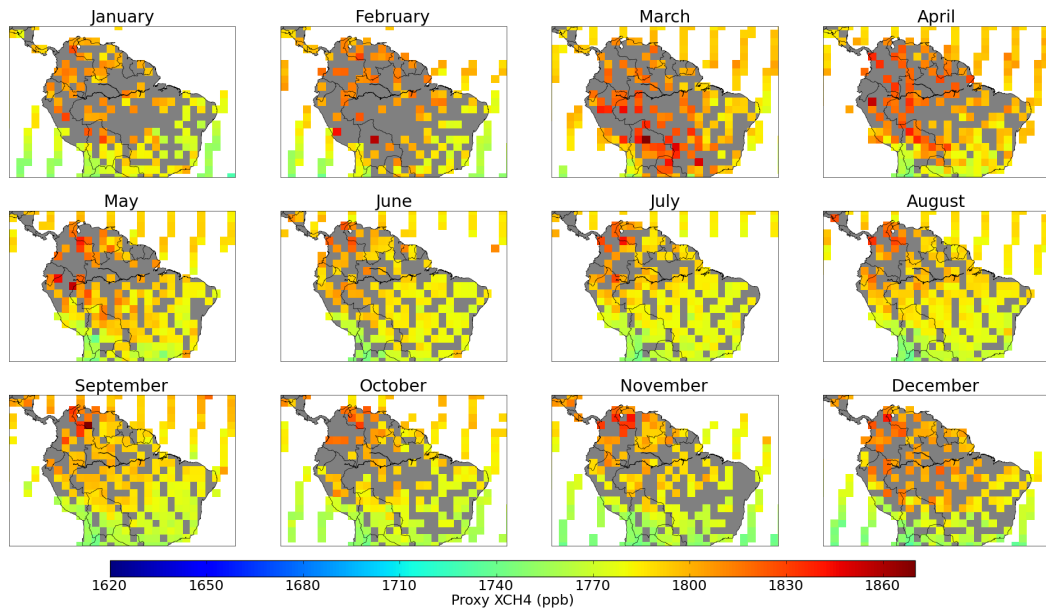 January February March April
May June July August
September October November December
1620 1650 1680 1710 1740 1770 1800 1830 1860
Proxy XCH4 (ppb)